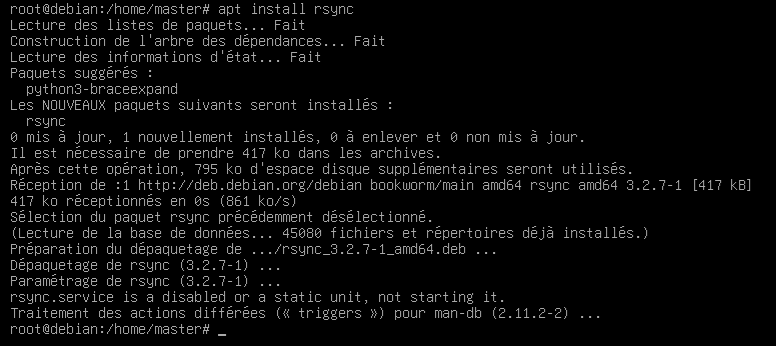 root@debian:/home/master# apt install rsync
Lecture des listes de paquets... Fait
Construction de l'arbre des dépendances... Fait
Lecture des informations d'état... Fait
Paquets suggérés :
  python3-braceexpand
Les NOUVEAUX paquets suivants seront installés :
  rsync
0 mis à jour, 1 nouvellement installés, 0 à enlever et 0 non mis à jour.
Il est nécessaire de prendre 417 ko dans les archives.
Après cette opération, 795 ko d'espace disque supplémentaires seront utilisés.
Réception de :1 http://deb.debian.org/debian bookworm/main amd64 rsync amd64 3.2.7-1 [417 kB]
417 ko réceptionnés en 0s (861 ko/s)
Sélection du paquet rsync précédemment désélectionné.
(Lecture de la base de données... 45080 fichiers et répertoires déjà installés.)
Préparation du dépaquetage de .../rsync_3.2.7-1_amd64.deb ...
Dépaquetage de rsync (3.2.7-1) ...
Paramétrage de rsync (3.2.7-1) ...
rsync.service is a disabled or a static unit, not starting it.
Traitement des actions différées (« triggers ») pour man-db (2.11.2-2) ...
root@debian:/home/master# _